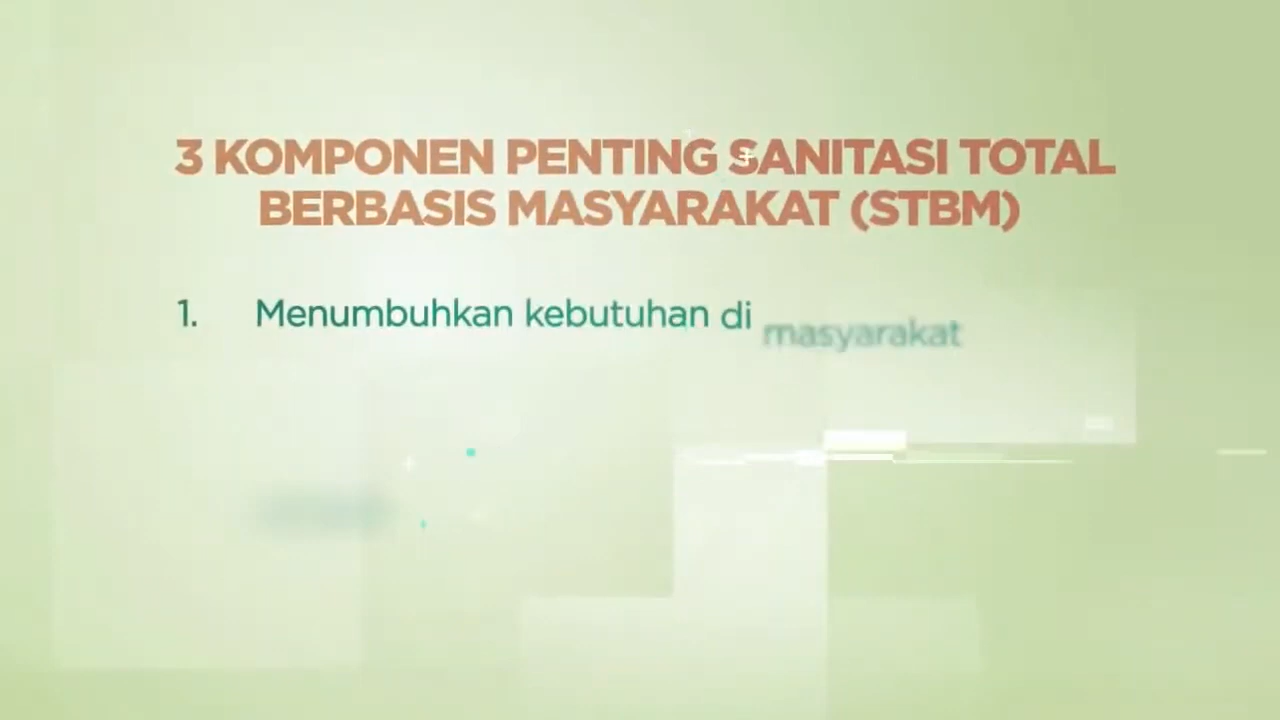 3 KOMPONEN PENTING SANITASI TOTAL
BERBASIS MASYARAKAT (STBM)
1. Menumbuhkan kebutuhan di masyarakat